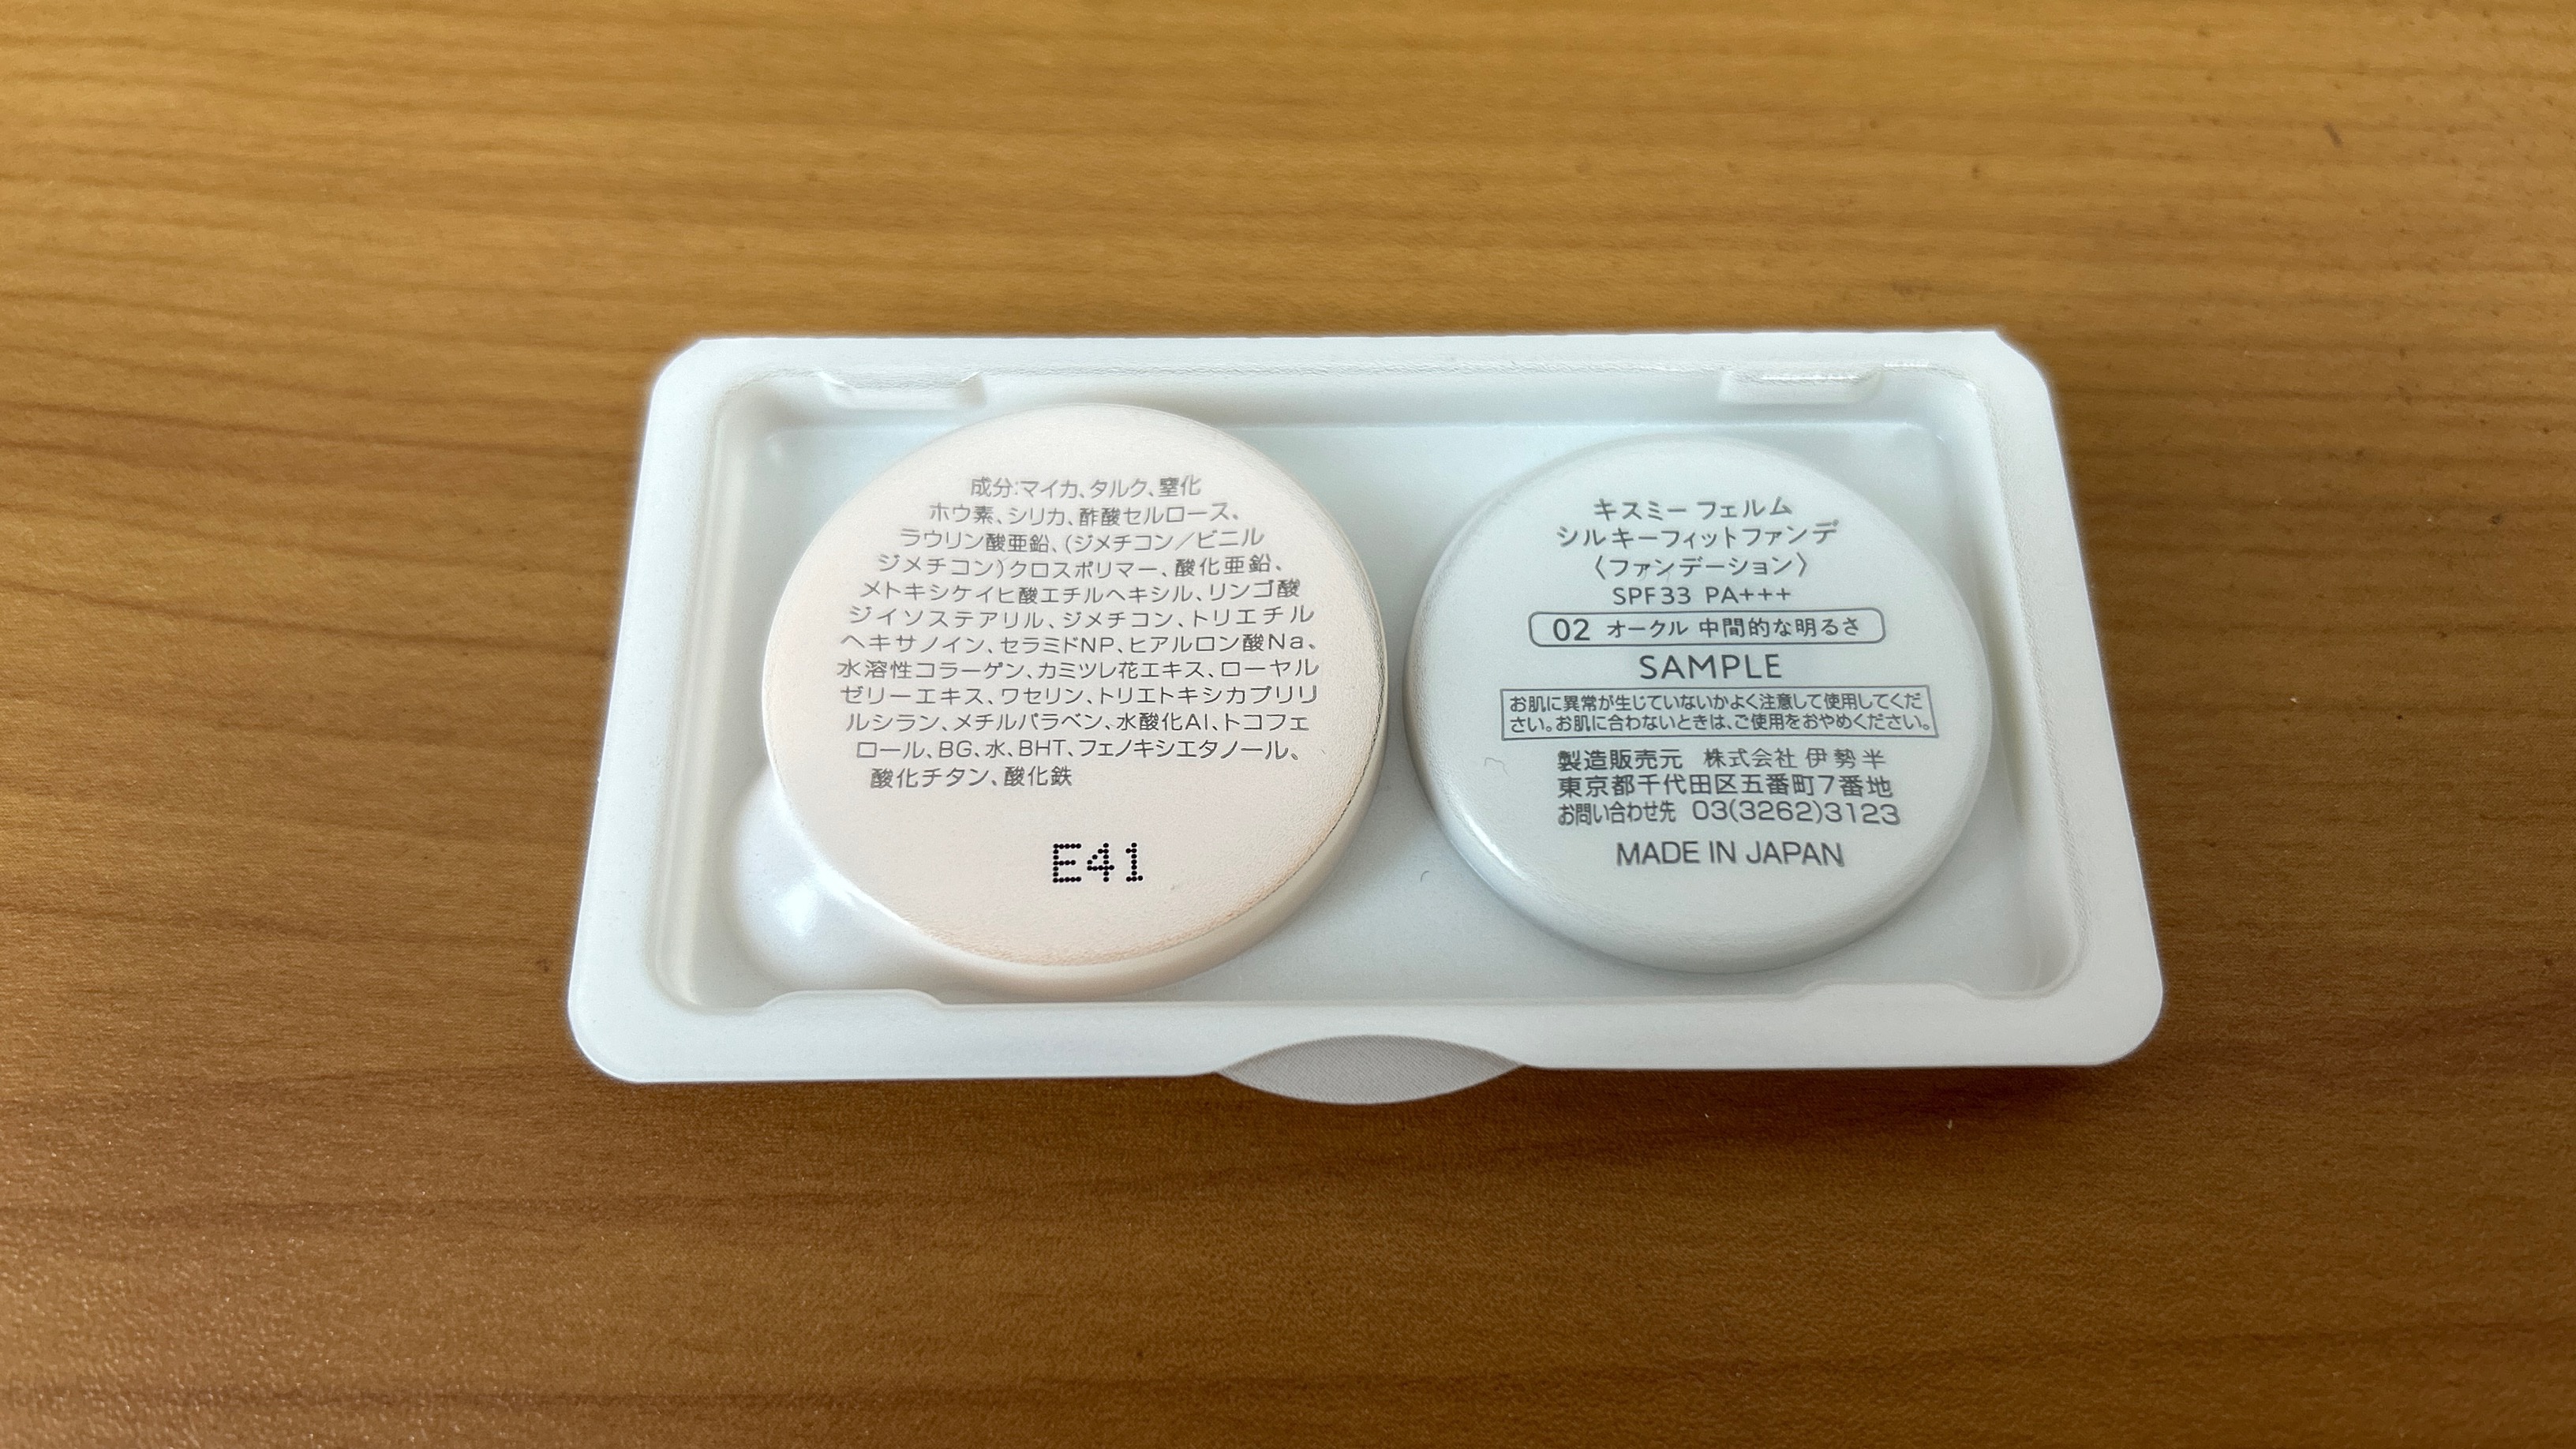 成分:マイカ、タルク、窒化
ホウ素、シリカ、酢酸セルロース、
ラウリン酸亜鉛、(ジメチコン/ビニル
ジメチコン)クロスポリマー、酸化亜鉛、
メトキシケイヒ酸エチルヘキシル、リンゴ酸
ジイソステアリル、ジメチコン、トリエチル
ヘキサノイン、セラミドNP、ヒアルロン酸Na、
水溶性コラーゲン、カミツレ花エキス、ローヤル
ゼリーエキス、ワセリン、トリエトキシカプリリ
ルシラン、メチルパラベン、水酸化Al、トコフェ
ロール、BG、水、BHT、フェノキシエタノール、
酸化チタン、酸化鉄
E41
キスミー フェルム
シルキーフィットファンデ
〈ファンデーション〉
SPF33 PA+++
02 オークル 中間的な明るさ
SAMPLE
お肌に異常が生じていないかよく注意して使用してくだ
さい。お肌に合わないときは、ご使用をおやめください。
製造販売元 株式会社 伊勢半
東京都千代田区五番町7番地
お問い合わせ先 03(3262)3123
MADE IN JAPAN